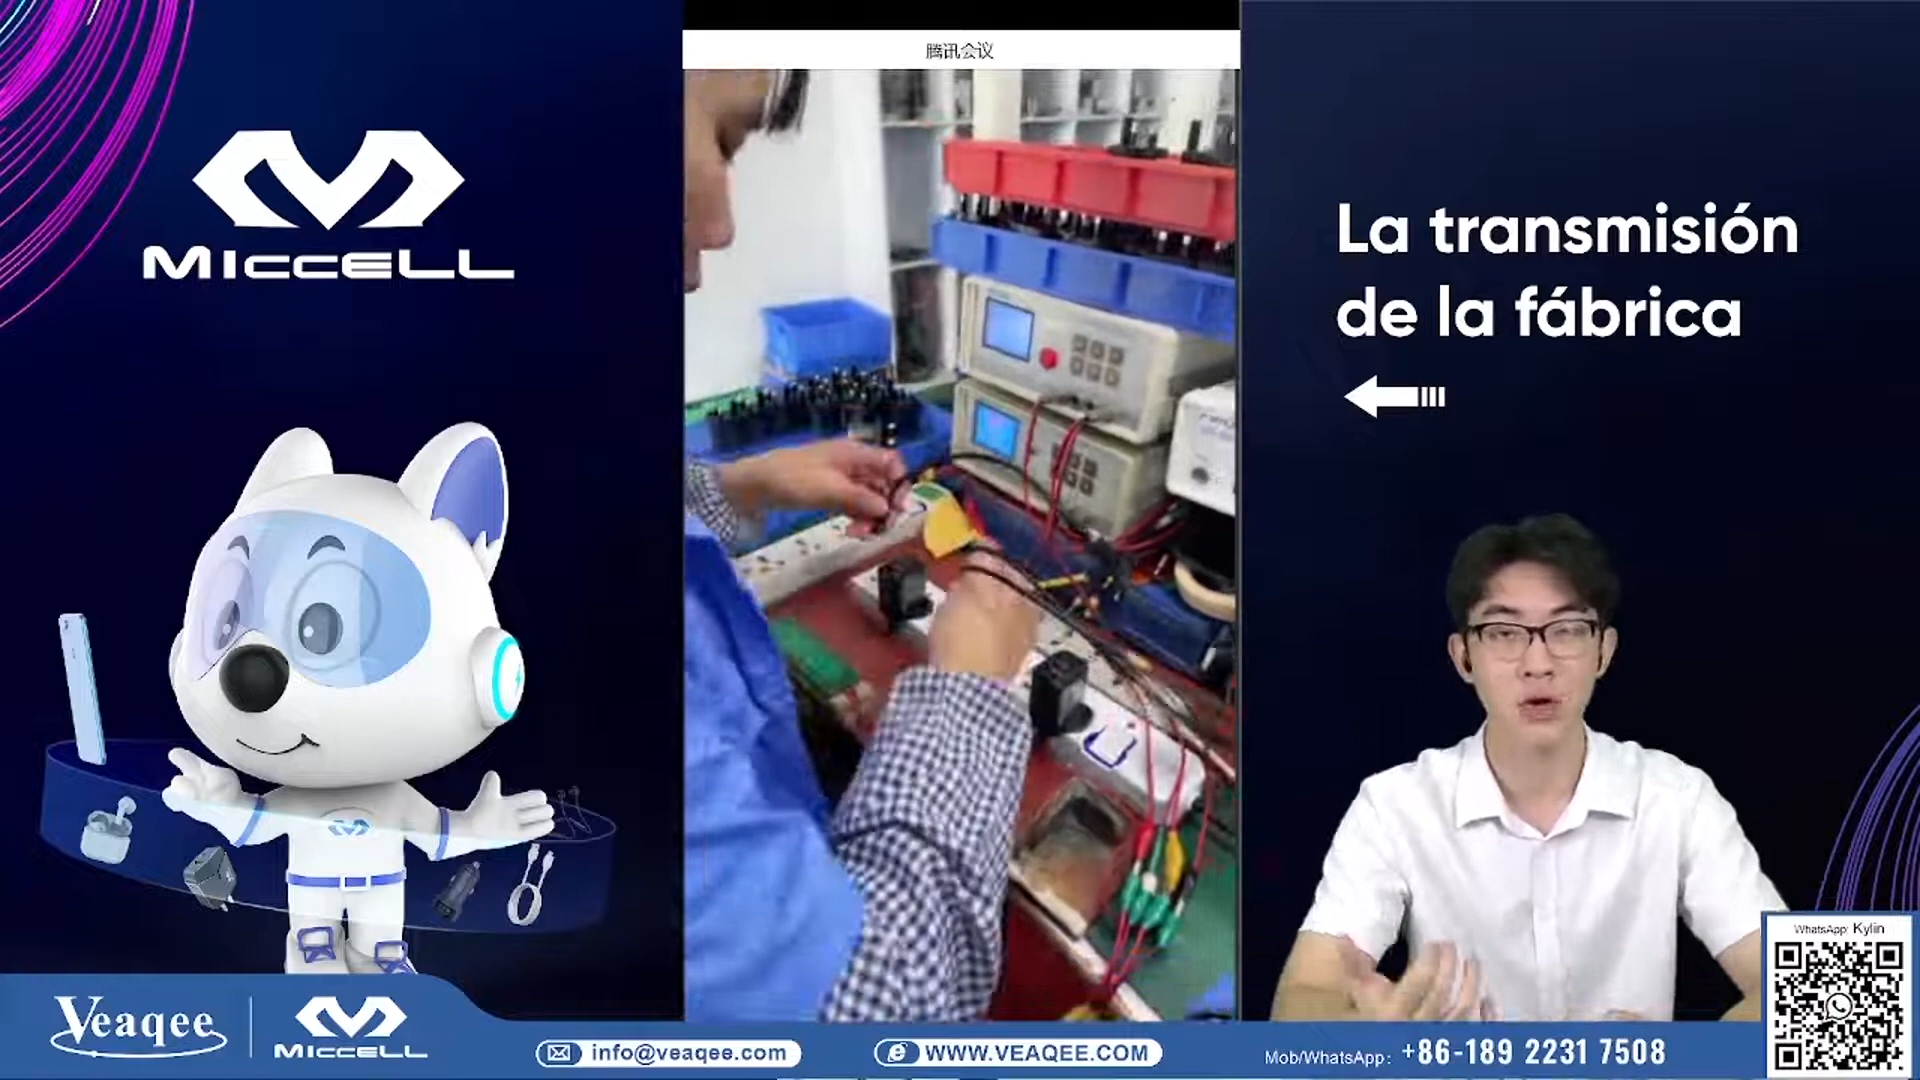 腾讯会议
MICCELL
La transmisión
de la fábrica
WhatsApp: Kylin
Veaqee
MICCELL
info@veaqee.com
WWW.VEAQEE.COM
Mob/WhatsApp: +86-189 2231 7508